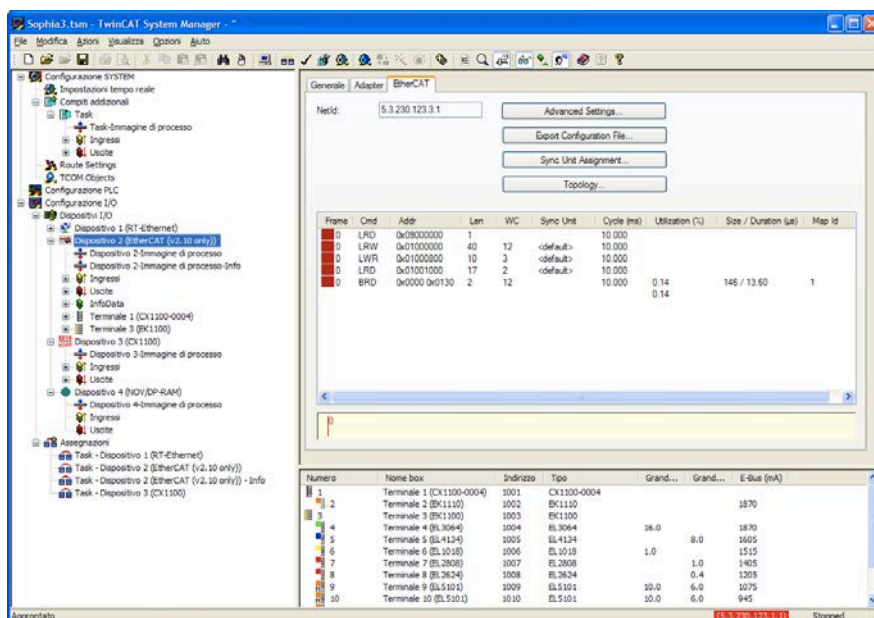 Sophia3.tsm - TwinCAT System Manager - "
File Modifica Azioni Visualizza Opzioni Aiuto
Configurazione SYSTEM
Impostazioni tempo reale
Compiti addizionali
Task
Task-Immagine di processo
Ingressi
Uscite
Route Settings
TCOM Objects
Configurazione PLC
Configurazione I/O
Dispositivi I/O
Dispositivo 1 (RT-Ethernet)
Dispositivo 2 (EtherCAT (v2.10 only))
Dispositivo 2-Immagine di processo
Dispositivo 2-Immagine di processo-Info
Ingressi
Uscite
InfoData
Terminale 1 (CX1100-0004)
Terminale 3 (EK1100)
Dispositivo 3 (CX1100)
Dispositivo 3-Immagine di processo
Ingressi
Uscite
Dispositivo 4 (NOV/DP-RAM)
Dispositivo 4-Immagine di processo
Ingressi
Uscite
Assegnazioni
Task - Dispositivo 1 (RT-Ethernet)
Task - Dispositivo 2 (EtherCAT (v2.10 only))
Task - Dispositivo 2 (EtherCAT (v2.10 only)) - Info
Task - Dispositivo 3 (CX1100)
Generale Adapter EtherCAT
NetId: 5.3.230.123.3.1
Advanced Settings...
Export Configuration File...
Sync Unit Assignment...
Topology...
Frame Cmd Addr Len WC Sync Unit Cycle (ms) Utilization (%) Size / Duration (µs) Map Id
0 LRD 0x09000000 1 10.000
0 LRW 0x01000000 40 12 <default> 10.000
0 LWR 0x01000800 10 3 <default> 10.000
0 LRD 0x01001000 17 2 <default> 10.000
0 BRD 0x0000 0x0130 2 12 10.000 0.14 146 / 13.60 1
0.14
0
Numero Nome box Indirizzo Tipo Grand... Grand... E-Bus (mA)
1 Terminale 1 (CX1100-0004) 1001 CX1100-0004
2 Terminale 2 (EK1110) 1002 EK1110 1870
3 Terminale 3 (EK1100) 1003 EK1100
4 Terminale 4 (EL3064) 1004 EL3064 16.0 1870
5 Terminale 5 (EL4134) 1005 EL4134 8.0 1605
6 Terminale 6 (EL1018) 1006 EL1018 1.0 1515
7 Terminale 7 (EL2808) 1007 EL2808 1.0 1405
8 Terminale 8 (EL2624) 1008 EL2624 0.4 1205
9 Terminale 9 (EL5101) 1009 EL5101 10.0 6.0 1075
10 Terminale 10 (EL5101) 1010 EL5101 10.0 6.0 945
Approntato (5.3.230.123.1.1) Stopped